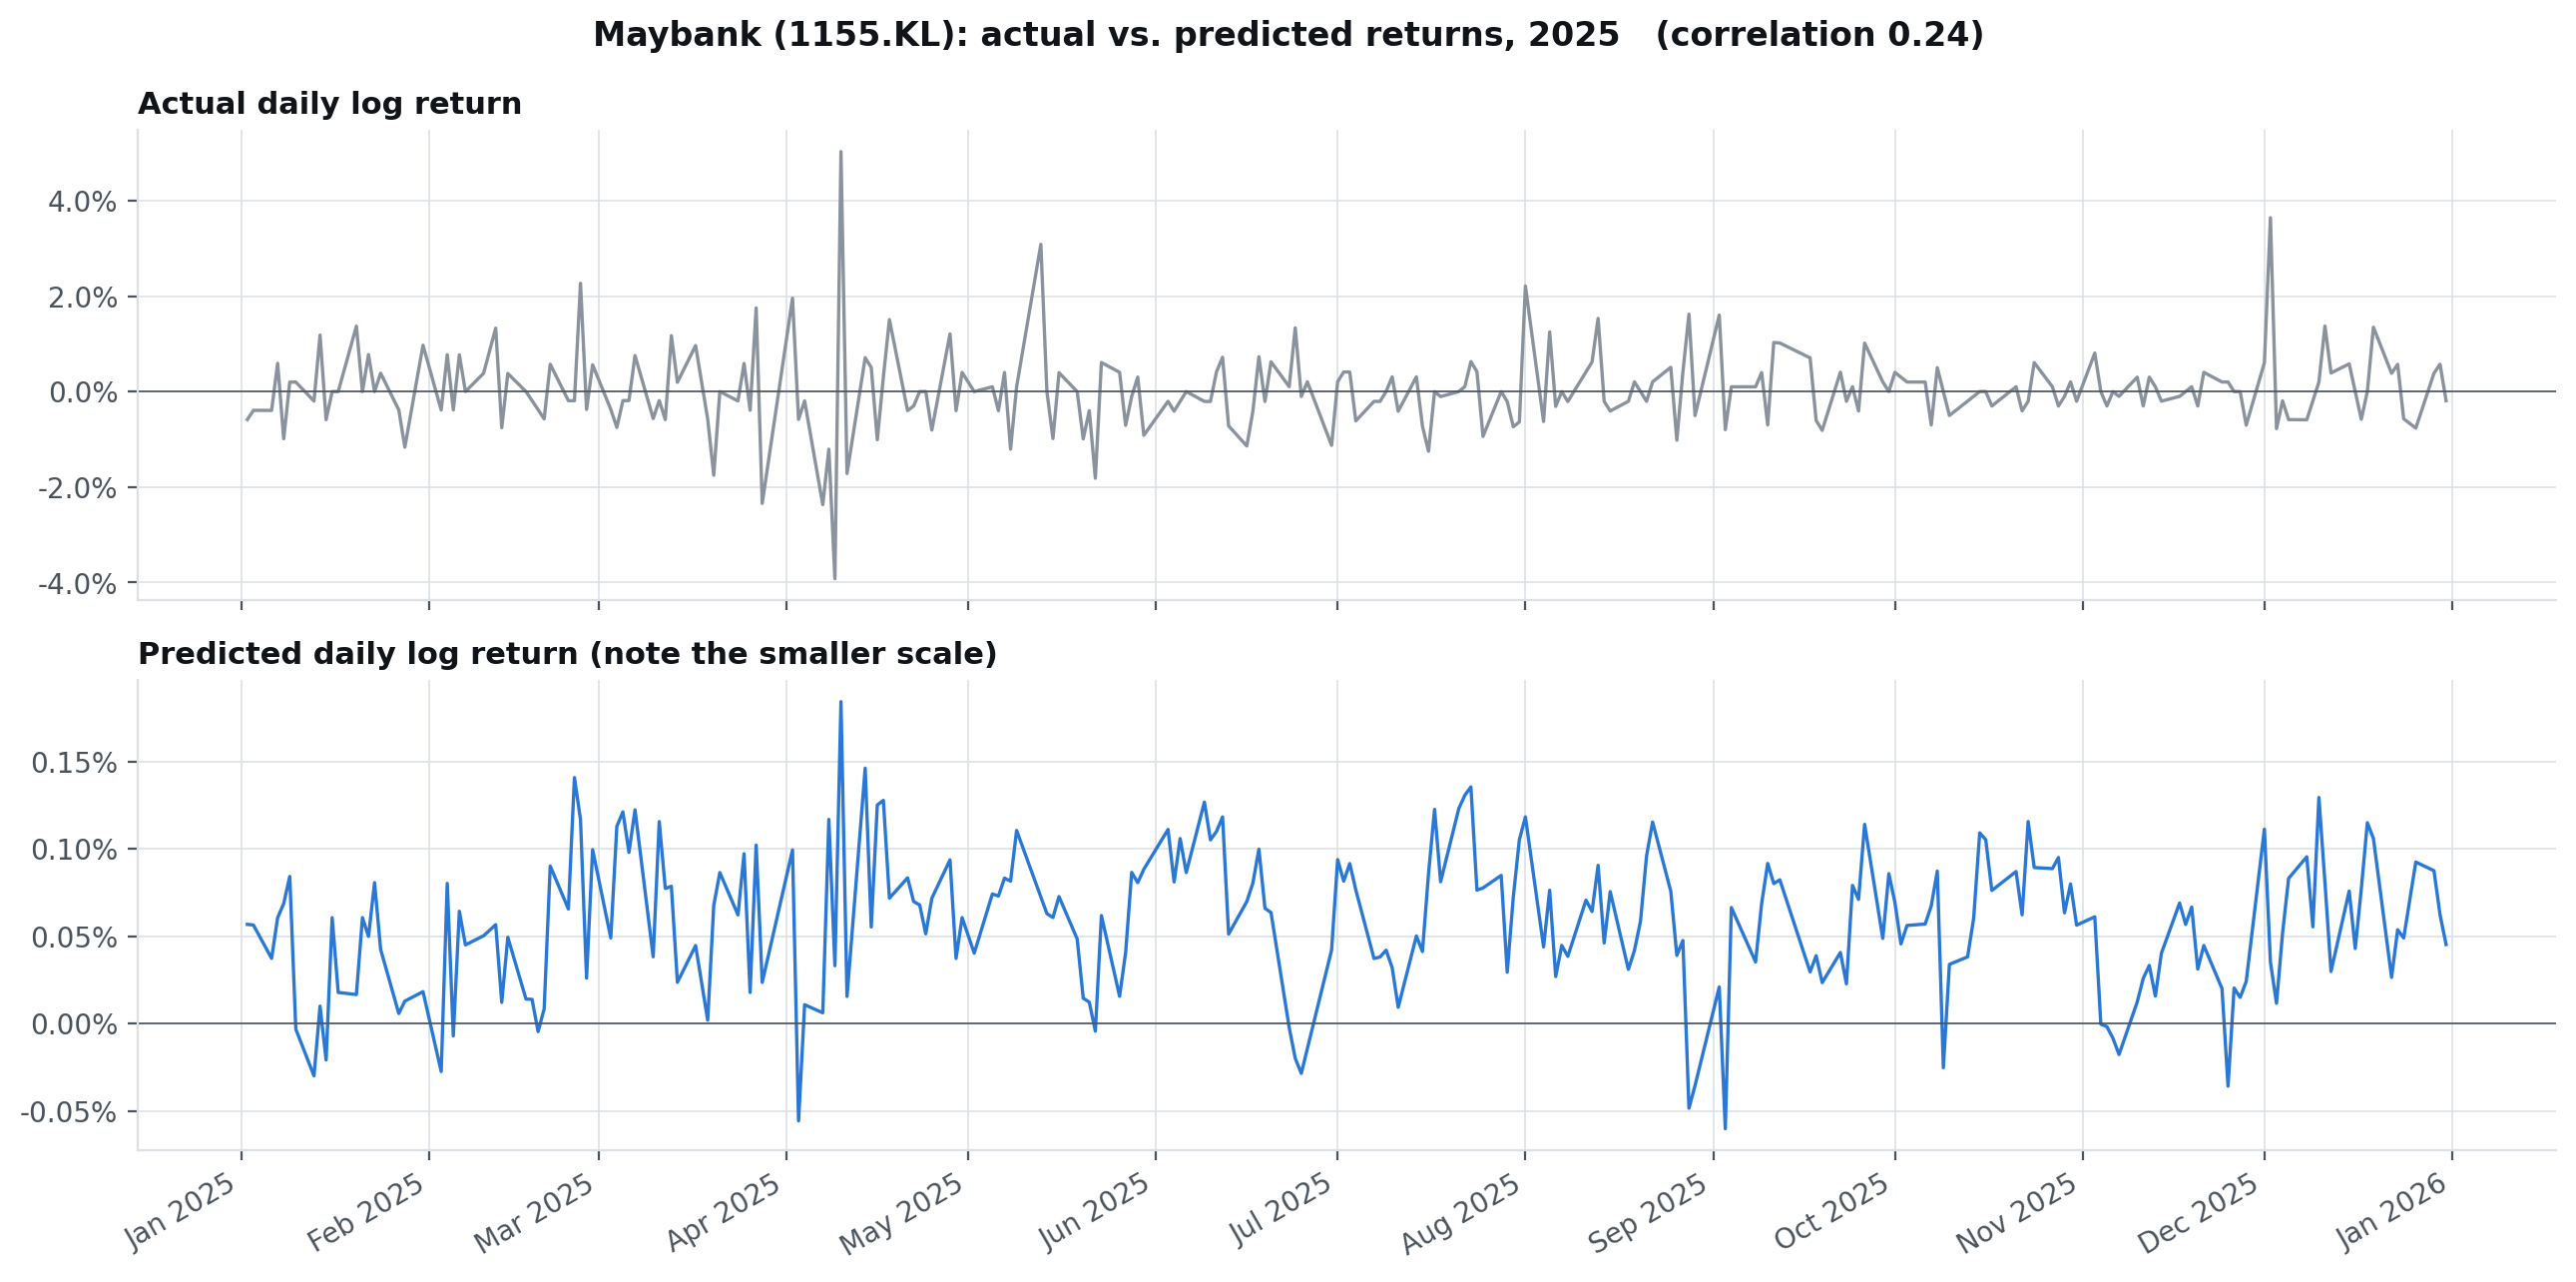 Maybank (1155.KL): actual vs. predicted returns, 2025 (correlation 0.24)
Actual daily log return
4.0%
2.0%
0.0%
-2.0%
-4.0%
Predicted daily log return (note the smaller scale)
0.15%
0.10%
0.05%
0.00%
-0.05%
Jan 2025
Feb 2025
Mar 2025
Apr 2025
May 2025
Jun 2025
Jul 2025
Aug 2025
Sep 2025
Oct 2025
Nov 2025
Dec 2025
Jan 2026